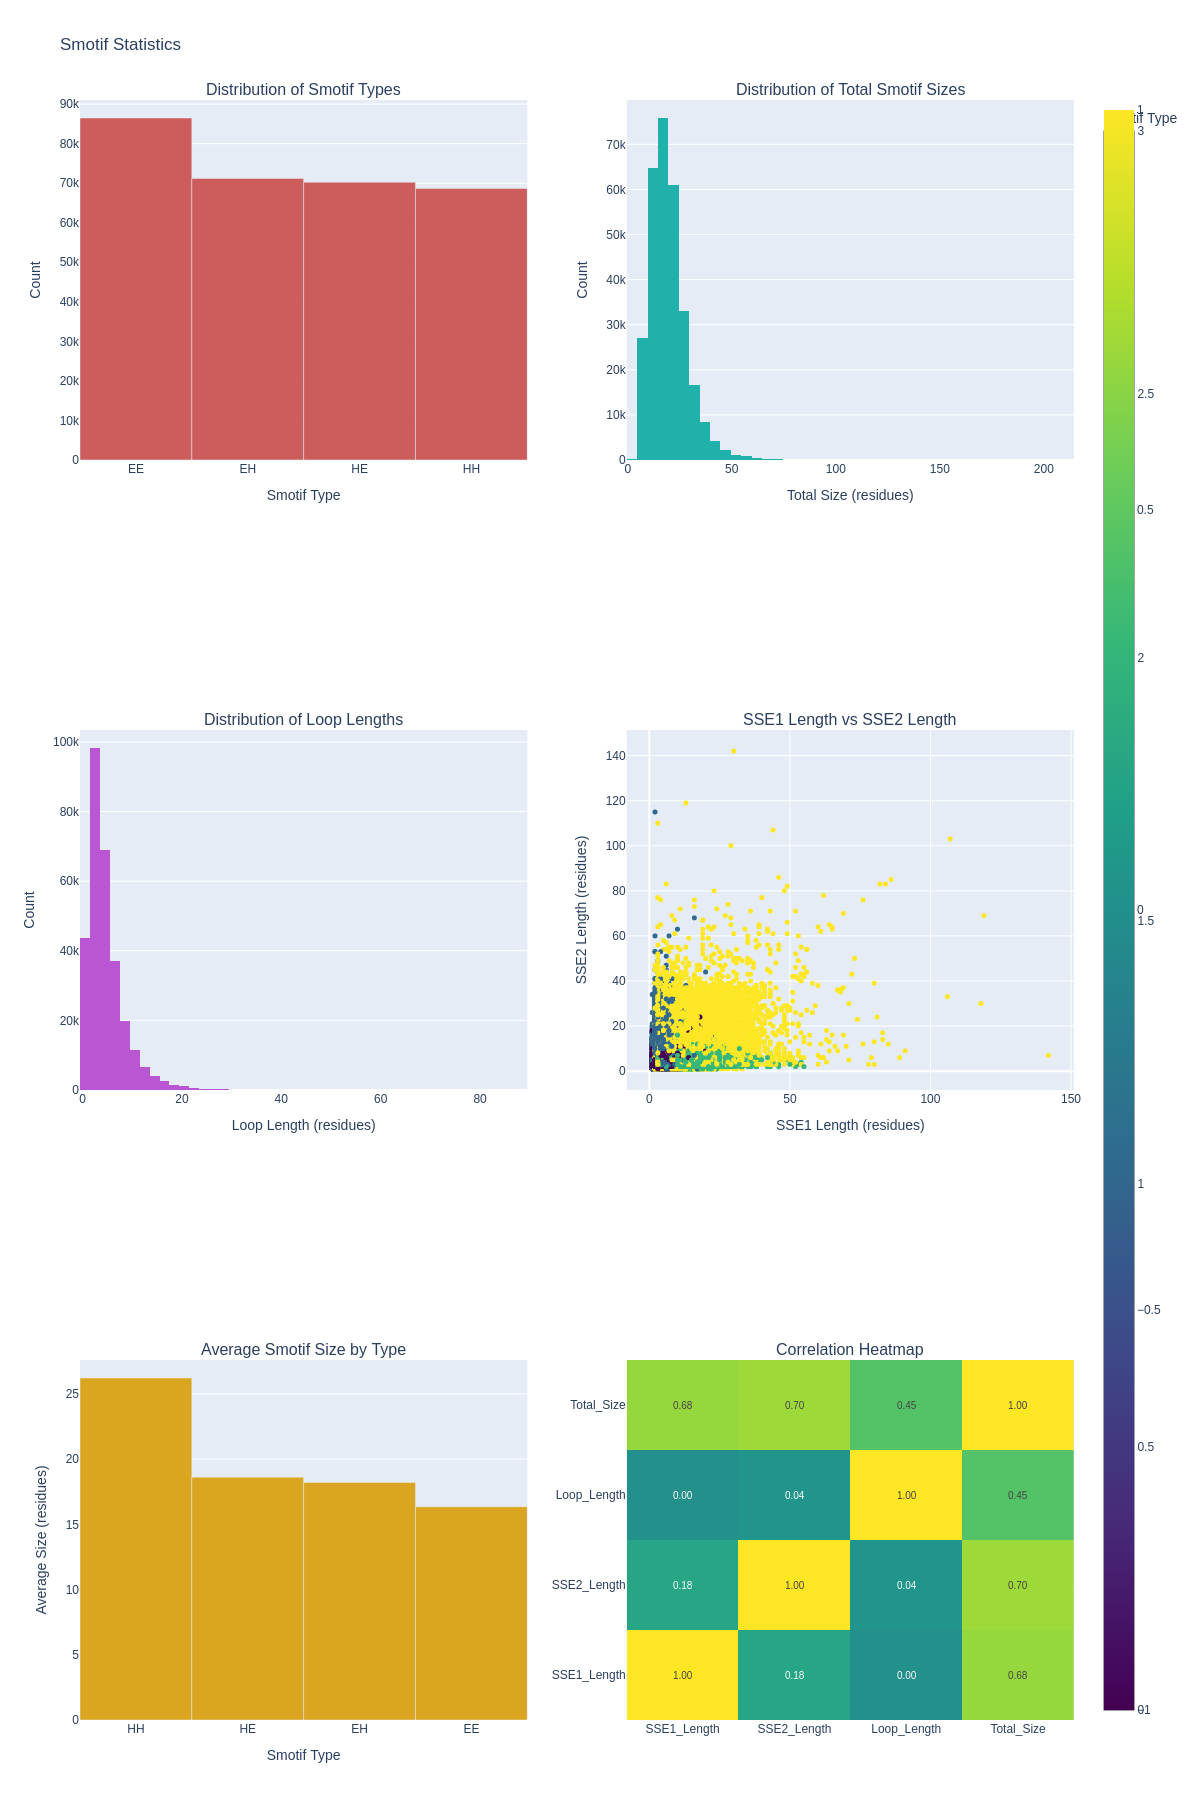 Smotif Statistics
Distribution of Smotif Types
90k
80k
70k
60k
50k
40k
30k
20k
10k
0
Count
EE EH HE HH
Smotif Type
Distribution of Total Smotif Sizes
70k
60k
50k
40k
30k
20k
10k
0
Count
0 50 100 150 200
Total Size (residues)
Distribution of Loop Lengths
100k
80k
60k
40k
20k
0
Count
0 20 40 60 80
Loop Length (residues)
SSE1 Length vs SSE2 Length
140
120
100
80
60
40
20
0
SSE2 Length (residues)
0 50 100 150
SSE1 Length (residues)
Average Smotif Size by Type
25
20
15
10
5
0
Average Size (residues)
HH HE EH EE
Smotif Type
Correlation Heatmap
Total_Size 0.68 0.70 0.45 1.00
Loop_Length 0.00 0.04 1.00 0.45
SSE2_Length 0.18 1.00 0.04 0.70
SSE1_Length 1.00 0.18 0.00 0.68
SSE1_Length SSE2_Length Loop_Length Total_Size
Type
1
3
2.5
0.5
2
0
1.5
1
−0.5
0.5